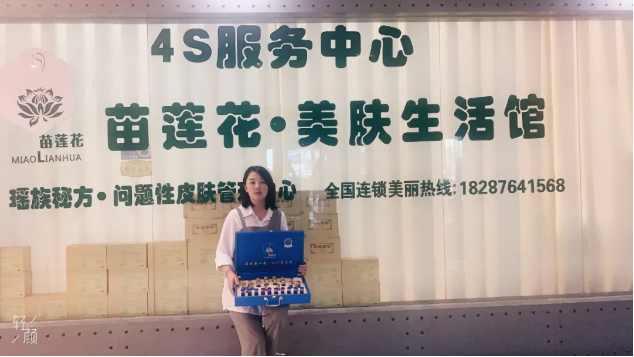 4S服务中心
苗莲花·美肤生活馆
苗莲花
MIAOLIANHUA
瑶族秘方·问题性皮肤管 心
全国连锁美丽热线:18287641568
轻颜